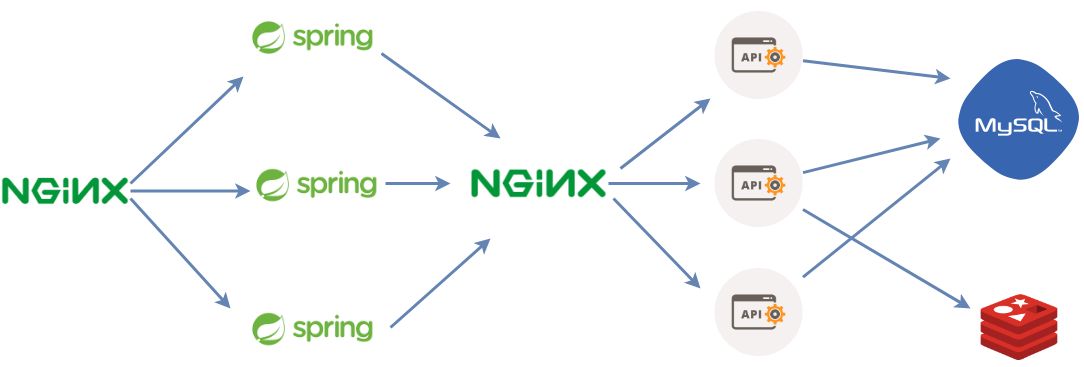 spring
API
NGINX
spring
NGINX
API
MySQL
spring
API